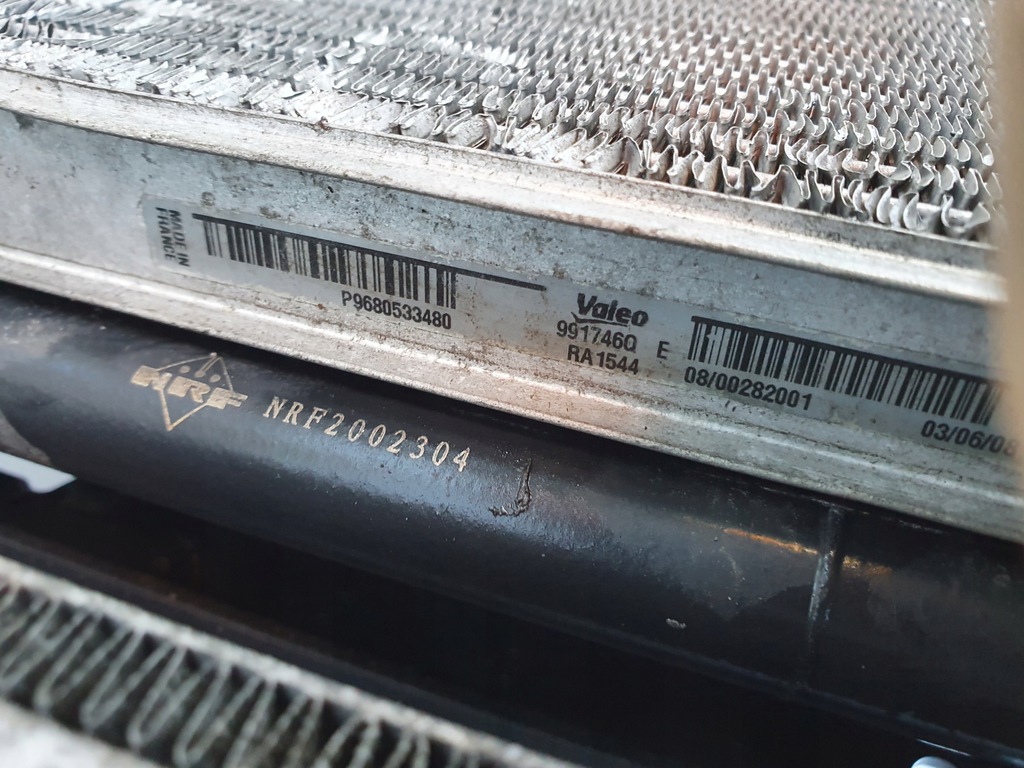 MADE IN
FRANCE
P9680533480
Valeo
991746Q
RA1544
E
08/00282001
03/06/08
NRF
NRF2002304